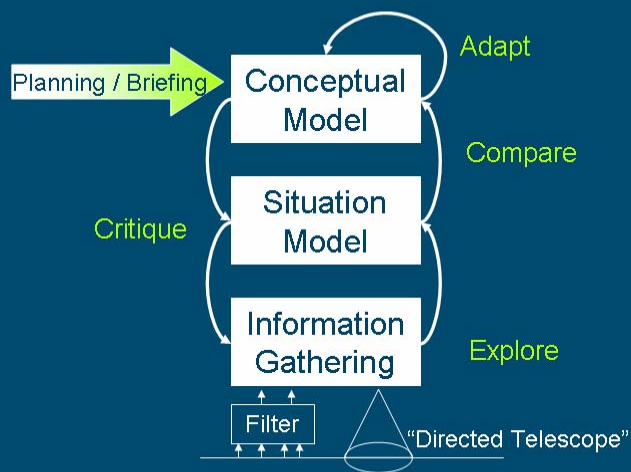 Adapt
Planning / Briefing
Conceptual
Model
Compare
Situation
Model
Critique
Information
Gathering
Explore
Filter
“Directed Telescope”